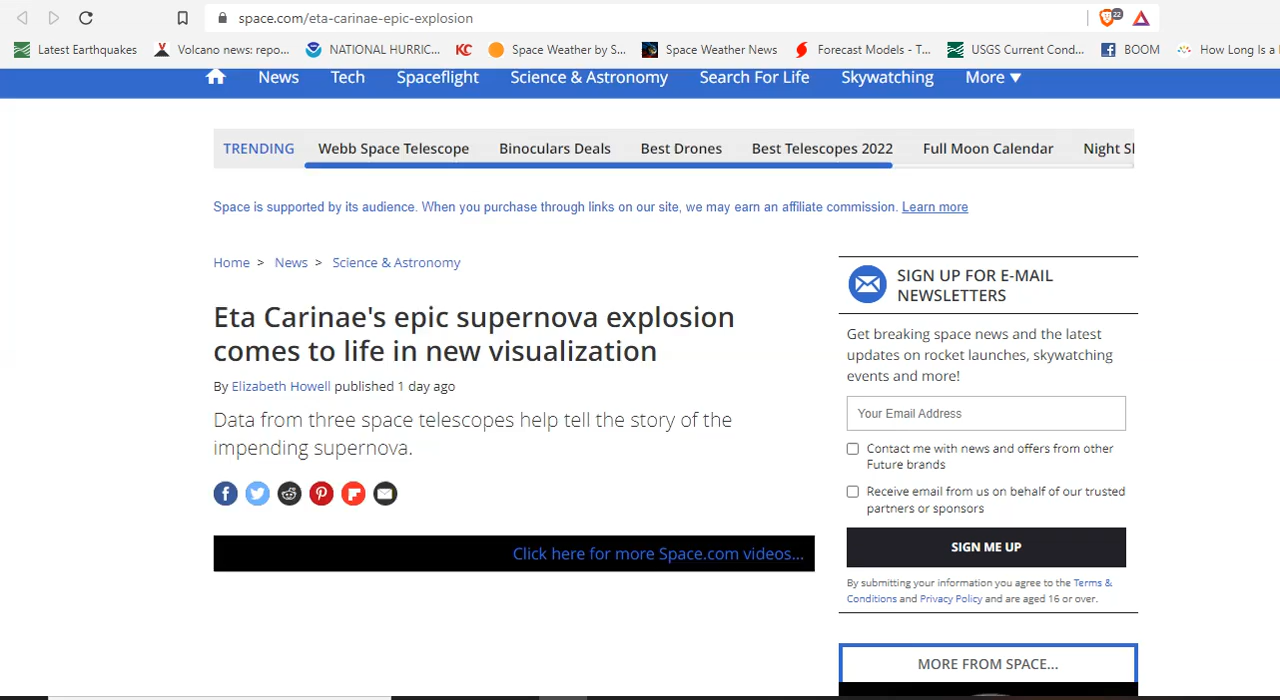 space.com/eta-carinae-epic-explosion
22
Latest Earthquakes Volcano news: repo... NATIONAL HURRIC... KC Space Weather by S... Space Weather News Forecast Models - T... USGS Current Cond... BOOM How Long Is a
News Tech Spaceflight Science & Astronomy Search For Life Skywatching More ▼
TRENDING Webb Space Telescope Binoculars Deals Best Drones Best Telescopes 2022 Full Moon Calendar Night Sl
Space is supported by its audience. When you purchase through links on our site, we may earn an affiliate commission. Learn more
Home > News > Science & Astronomy
Eta Carinae's epic supernova explosion
comes to life in new visualization
By Elizabeth Howell published 1 day ago
Data from three space telescopes help tell the story of the
impending supernova.
Click here for more Space.com videos...
SIGN UP FOR E-MAIL
NEWSLETTERS
Get breaking space news and the latest
updates on rocket launches, skywatching
events and more!
Your Email Address
Contact me with news and offers from other
Future brands
Receive email from us on behalf of our trusted
partners or sponsors
SIGN ME UP
By submitting your information you agree to the Terms &
Conditions and Privacy Policy and are aged 16 or over.
MORE FROM SPACE...